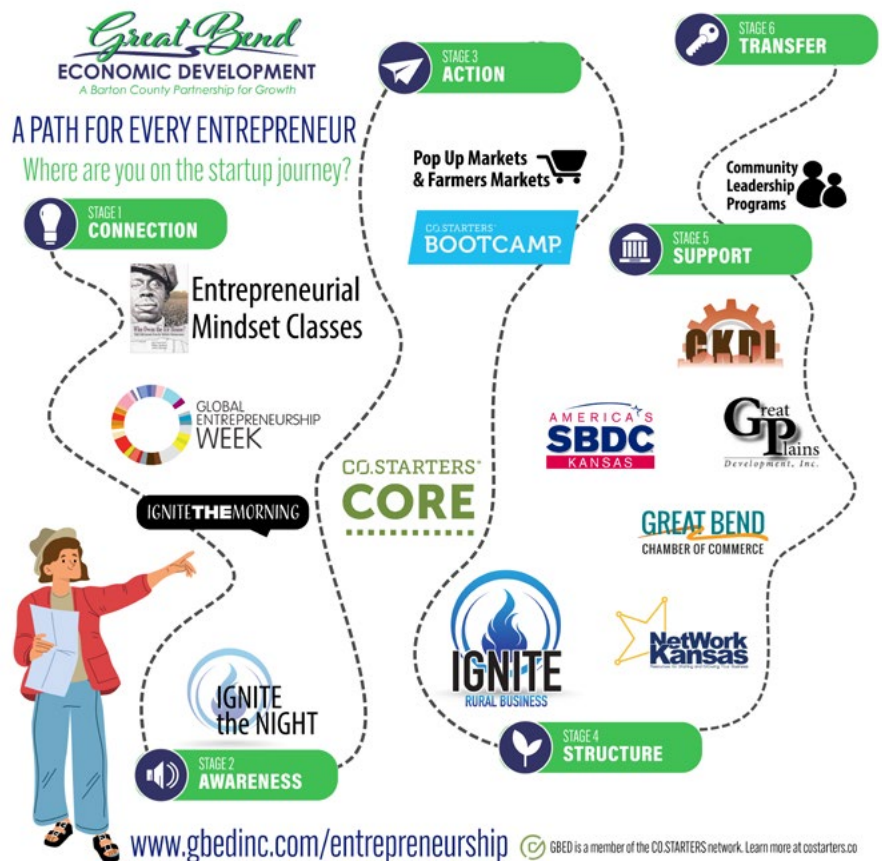 Great Bend
ECONOMIC DEVELOPMENT
A Barton County Partnership for Growth
A PATH FOR EVERY ENTREPRENEUR
Where are you on the startup journey?
STAGE 1
CONNECTION
Entrepreneurial
Mindset Classes
GLOBAL
ENTREPRENEURSHIP
WEEK
IGNITETHEMORNING
IGNITE
the NIGHT
STAGE 2
AWARENESS
STAGE 3
ACTION
Pop Up Markets
& Farmers Markets
CO.STARTERS
BOOTCAMP
CO.STARTERS®
CORE
IGNITE
RURAL BUSINESS
STAGE 4
STRUCTURE
STAGE 6
TRANSFER
Community
Leadership
Programs
STAGE 5
SUPPORT
CKDI
AMERICA'S
SBDC
KANSAS
Great
Plains
Development, Inc.
GREAT BEND
CHAMBER OF COMMERCE
NetWork
Kansas
www.gbedinc.com/entrepreneurship
GBED is a member of the CO.STARTERS network. Learn more at costarters.co